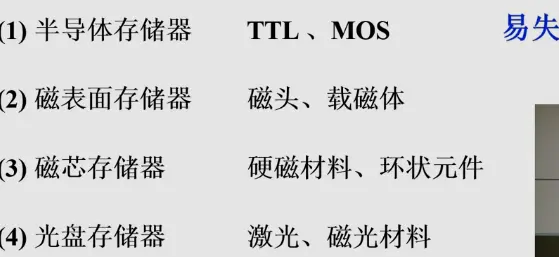 (1) 半导体存储器 TTL 、MOS 易失
(2) 磁表面存储器 磁头、载磁体
(3) 磁芯存储器 硬磁材料、环状元件
(4) 光盘存储器 激光、磁光材料